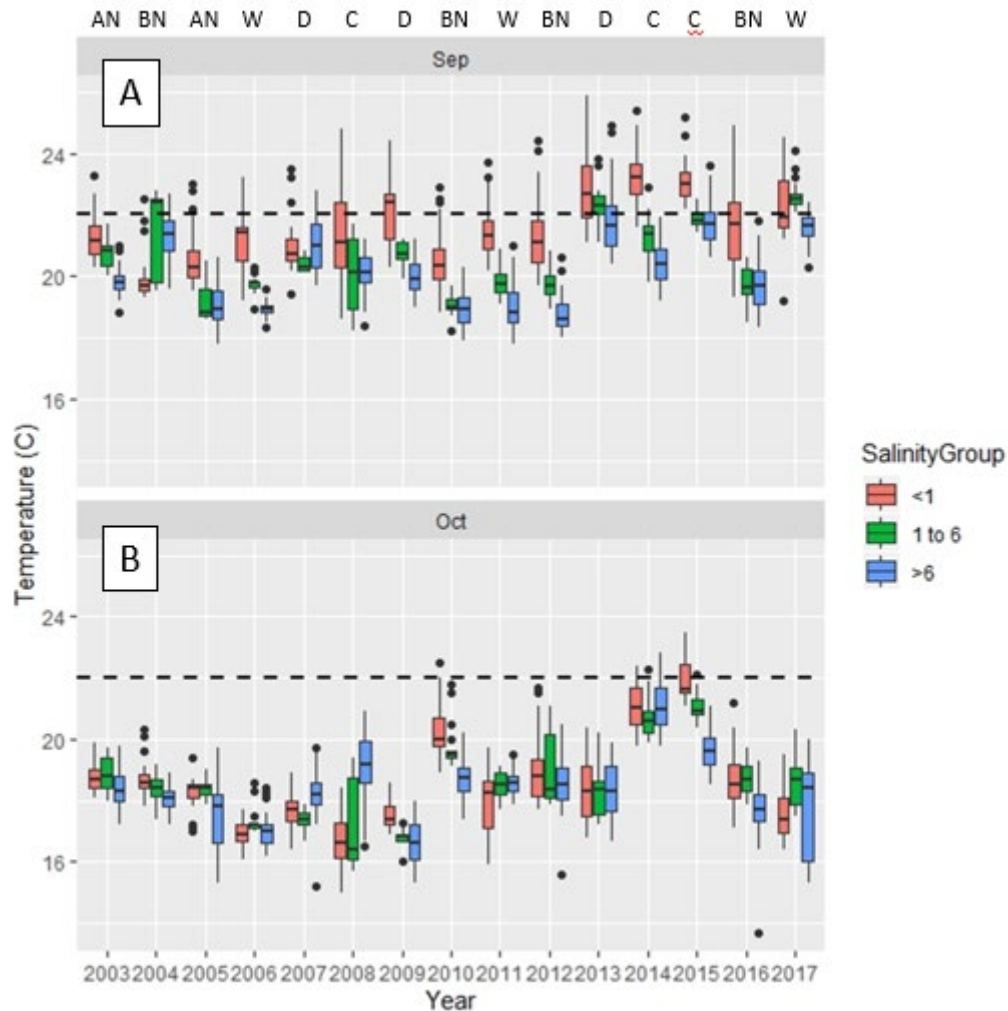 AN BN AN W D C D BN W BN D C C BN W
Sep
A
24
20
16
Temperature (C)
Oct
B
24
20
16
2003 2004 2005 2006 2007 2008 2009 2010 2011 2012 2013 2014 2015 2016 2017
Year
SalinityGroup
<1
1 to 6
>6